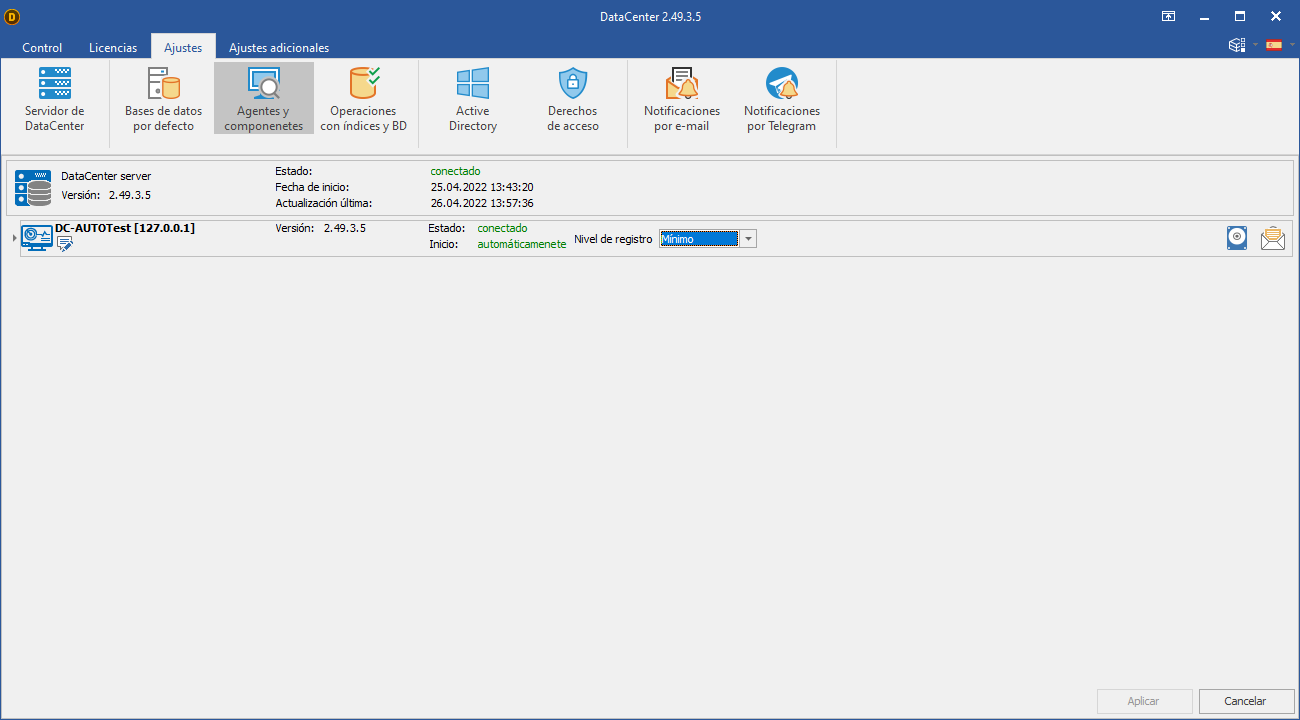 D
DataCenter 2.49.3.5
Control Licencias Ajustes Ajustes adicionales
Servidor de
DataCenter
Bases de datos
por defecto
Agentes y
componenetes
Operaciones
con índices y BD
Active
Directory
Derechos
de acceso
Notificaciones
por e-mail
Notificaciones
por Telegram
DataCenter server
Versión: 2.49.3.5
Estado: conectado
Fecha de inicio: 25.04.2022 13:43:20
Actualización última: 26.04.2022 13:57:36
DC-AUTOTest [127.0.0.1]
Versión: 2.49.3.5
Estado: conectado
Inicio: automáticamenete
Nivel de registro Mínimo
Aplicar Cancelar